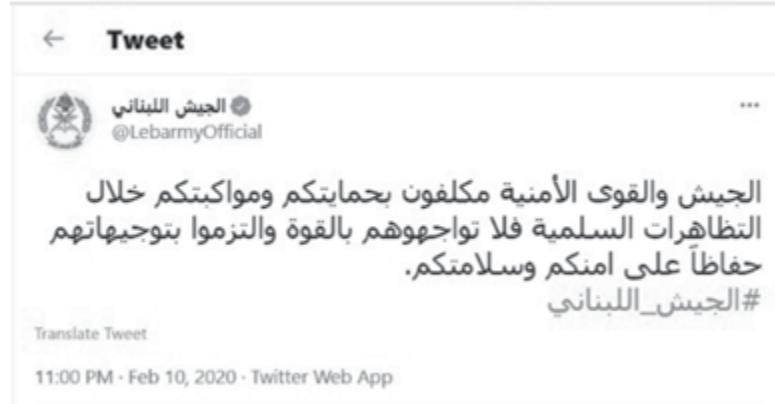 ← Tweet
الجيش اللبناني
@LebarmyOfficial
الجيش والقوى الأمنية مكلفون بحمايتكم ومواكبتكم خلال
التظاهرات السلمية فلا تواجهوهم بالقوة والتزموا بتوجيهاتهم
حفاظاً على امنكم وسلامتكم.
#الجيش_اللبناني
Translate Tweet
11:00 PM · Feb 10, 2020 · Twitter Web App